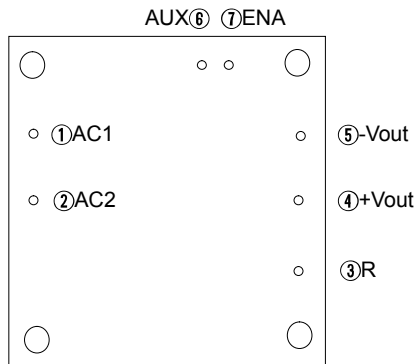 AUX⑥ ⑦ENA
①AC1
⑤-Vout
②AC2
④+Vout
③R